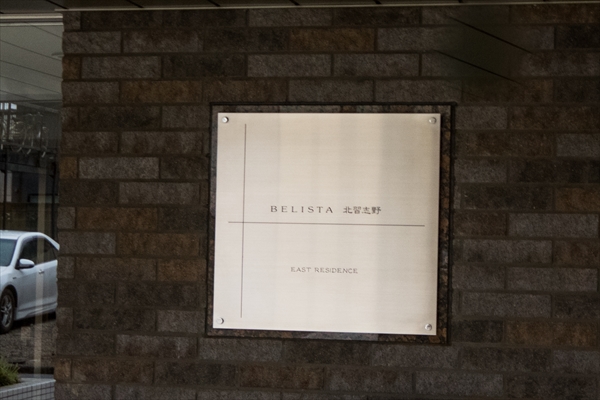 BELISTA 北習志野
EAST RESIDENCE